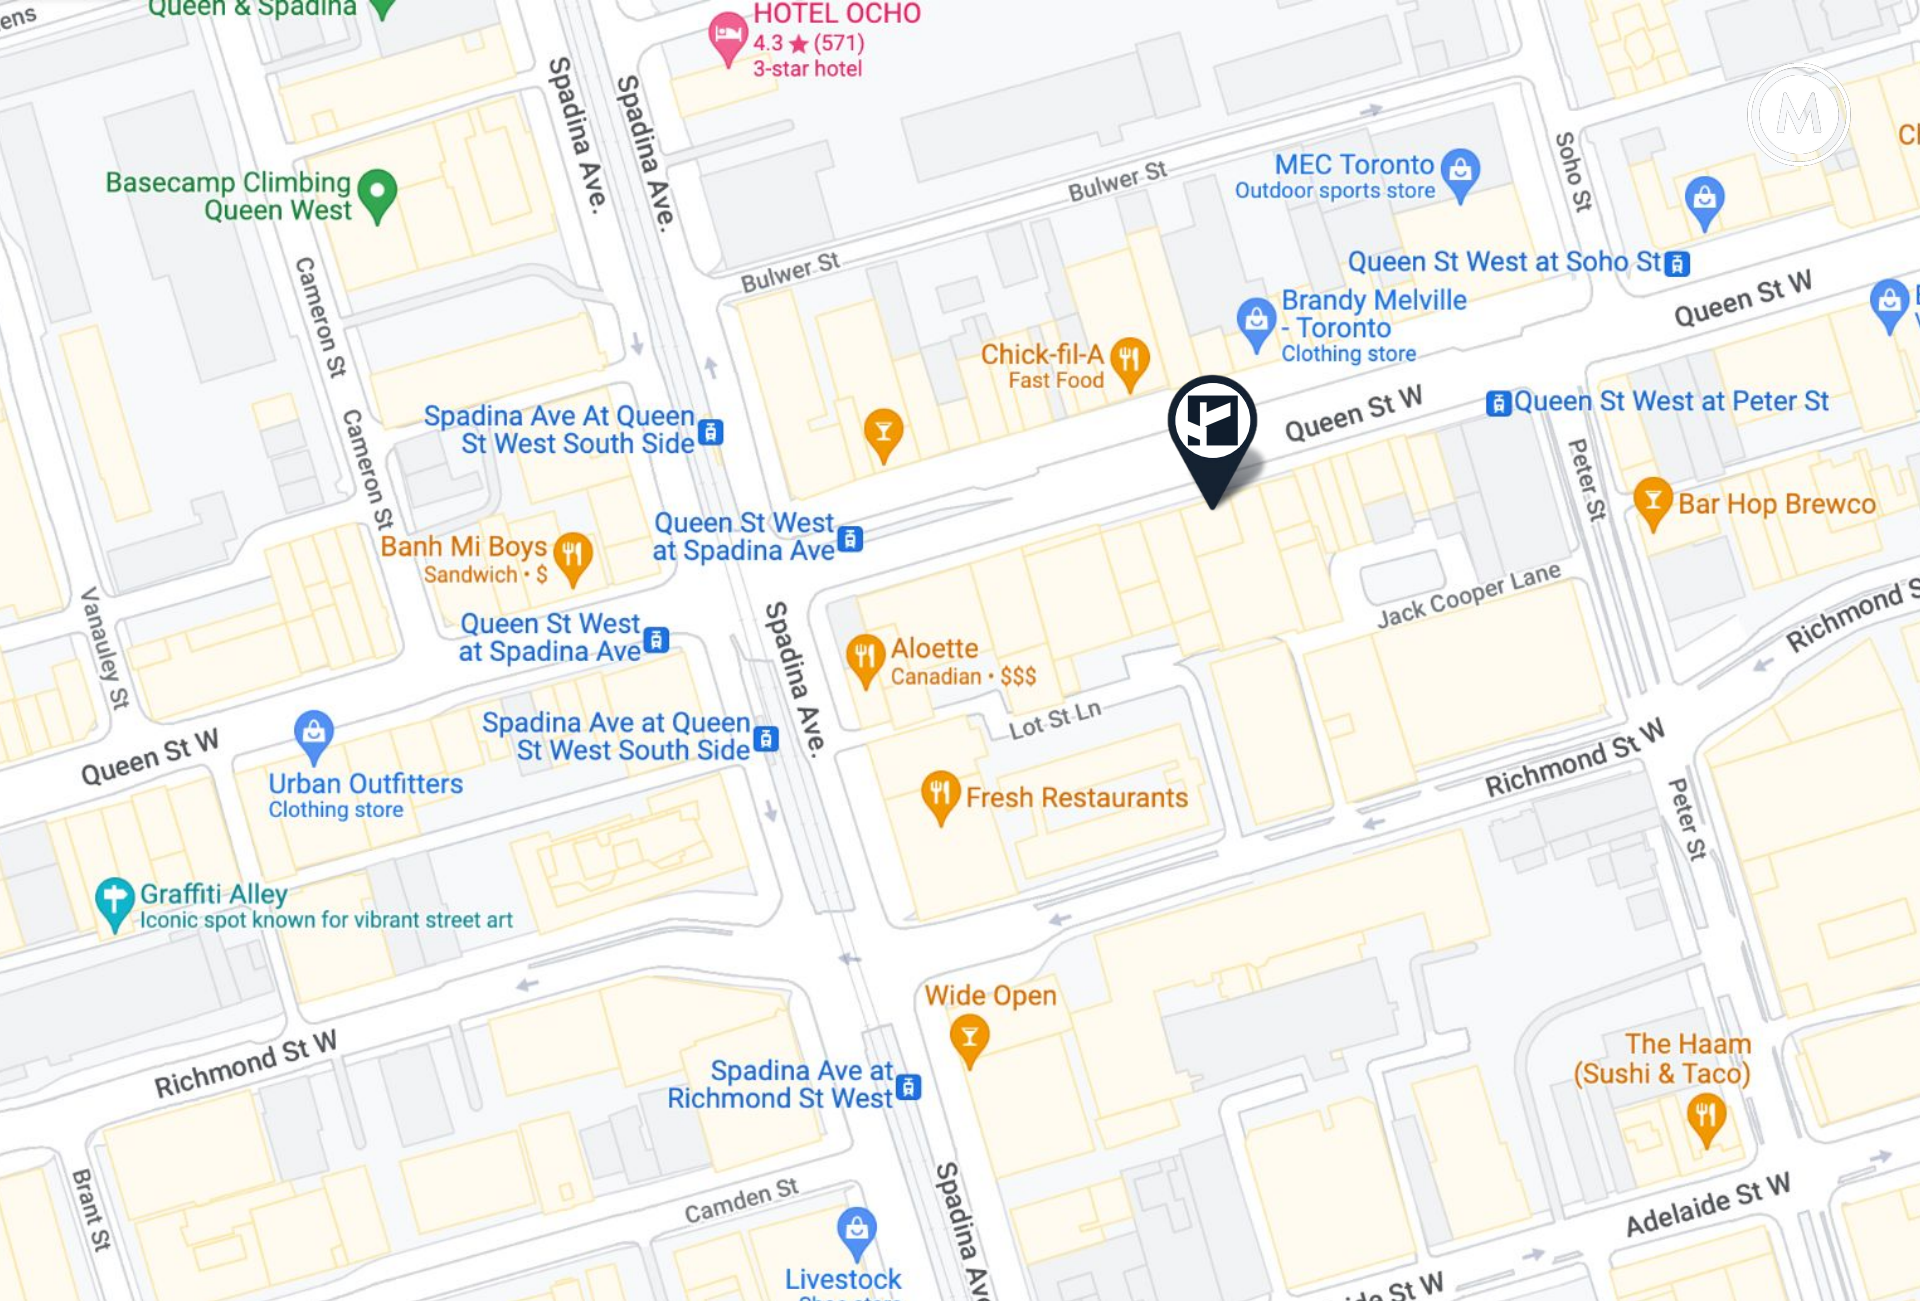 ens
Queen & Spadina
HOTEL OCHO
4.3 ★ (571)
3-star hotel
Spadina Ave.
Spadina Ave.
M
Soho St
Bulwer St
MEC Toronto
Outdoor sports store
Basecamp Climbing
Queen West
Bulwer St
Queen St West at Soho St
Cameron St
Queen St W
Brandy Melville
- Toronto
Clothing store
Chick-fil-A
Fast Food
Queen St W
Queen St West at Peter St
Spadina Ave At Queen
St West South Side
Cameron St
Peter St
Bar Hop Brewco
Queen St West
at Spadina Ave
Banh Mi Boys
Sandwich • $
Jack Cooper Lane
Richmond S
Vanauley St
Queen St West
at Spadina Ave
Spadina Ave.
Aloette
Canadian • $$$
Lot St Ln
Spadina Ave at Queen
St West South Side
Queen St W
Richmond St W
Urban Outfitters
Clothing store
Fresh Restaurants
Peter St
Graffiti Alley
Iconic spot known for vibrant street art
Wide Open
Richmond St W
The Haam
(Sushi & Taco)
Spadina Ave at
Richmond St West
Brant St
Camden St
Spadina Ave
Adelaide St W
Livestock
ide St W